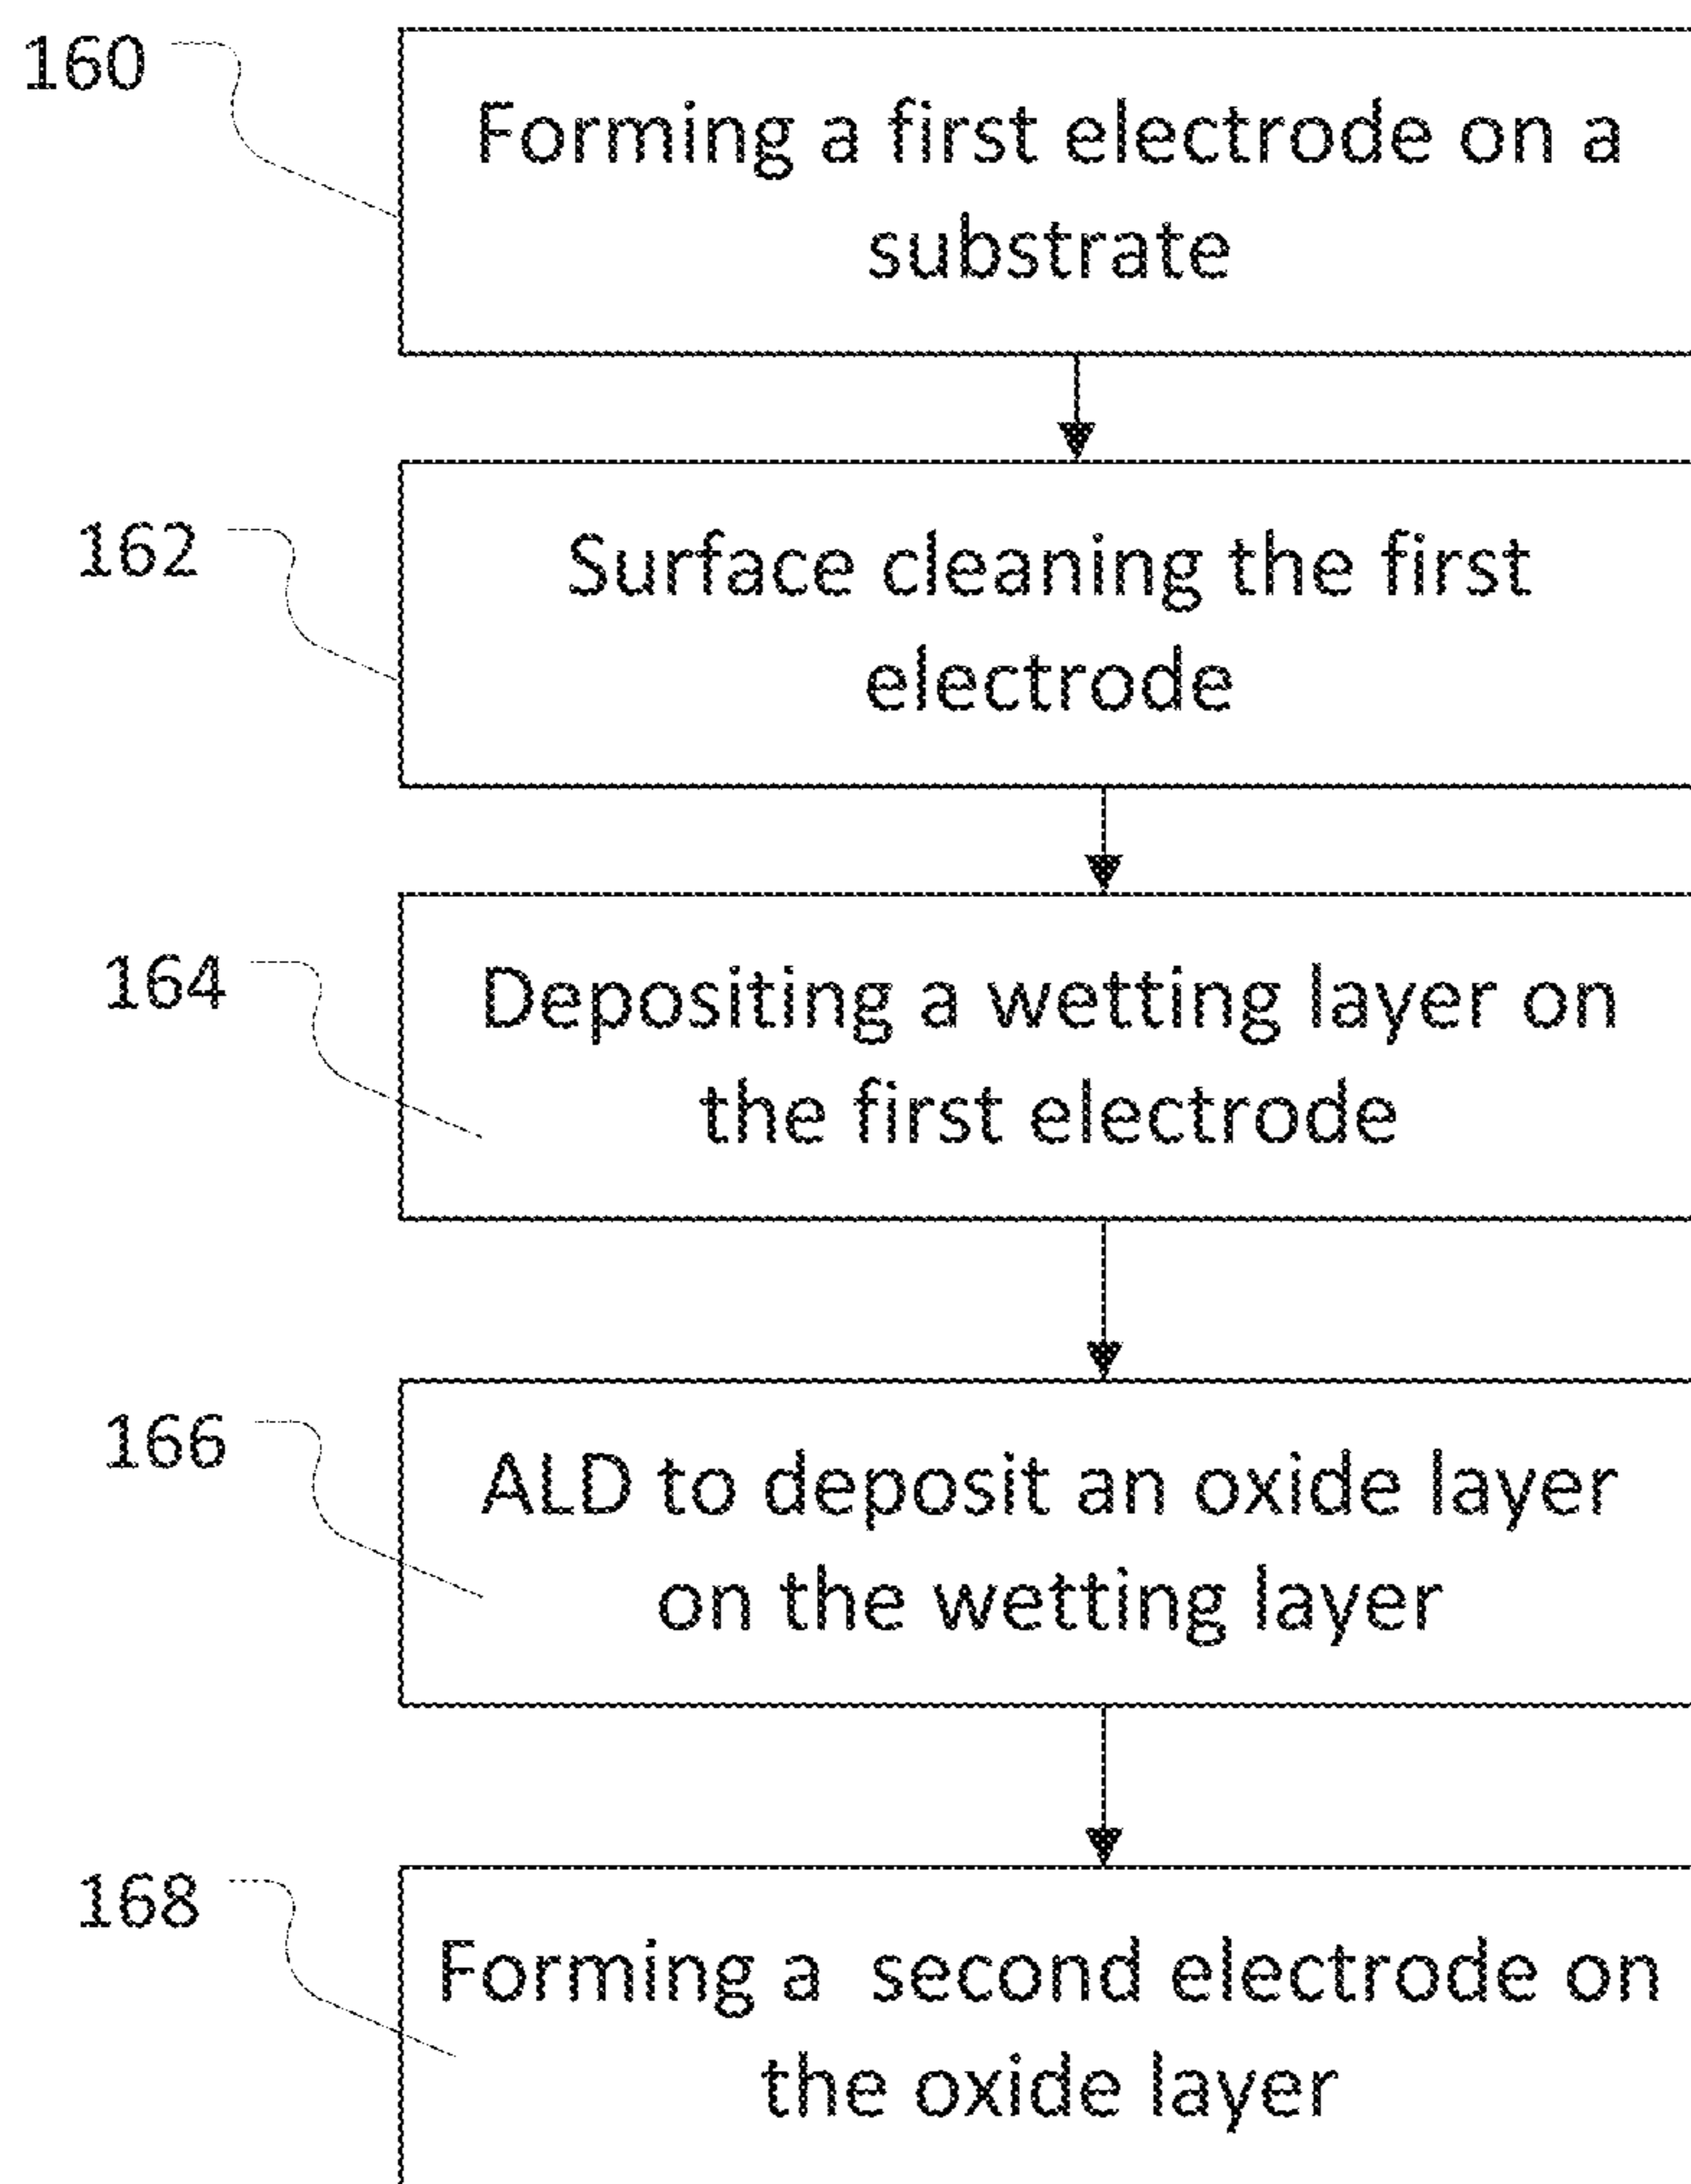 160
Forming a first electrode on a
substrate
162
Surface cleaning the first
electrode
164
Depositing a wetting layer on
the first electrode
166
ALD to deposit an oxide layer
on the wetting layer
168
Forming a  second electrode on
the oxide layer